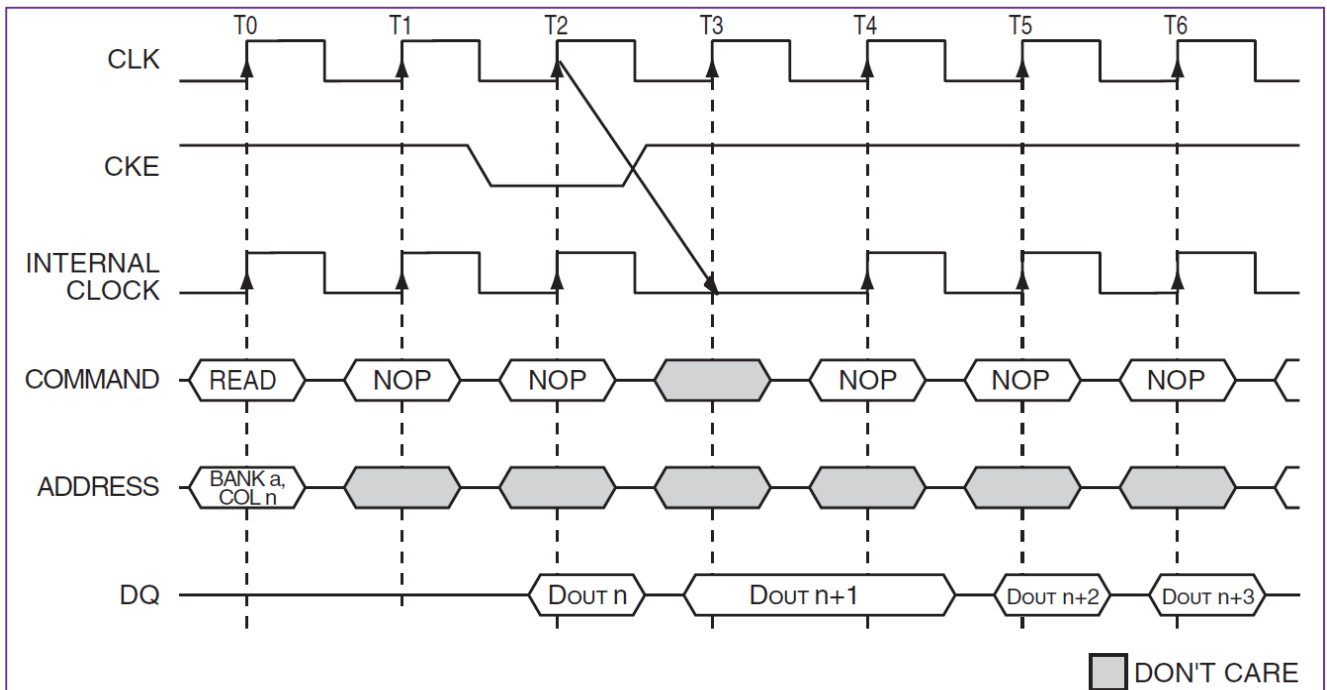 T0 T1 T2 T3 T4 T5 T6
CLK
CKE
INTERNAL
CLOCK
COMMAND READ NOP NOP NOP NOP NOP
ADDRESS BANK a,
COL n
DQ DOUT n DOUT n+1 DOUT n+2 DOUT n+3
DON'T CARE